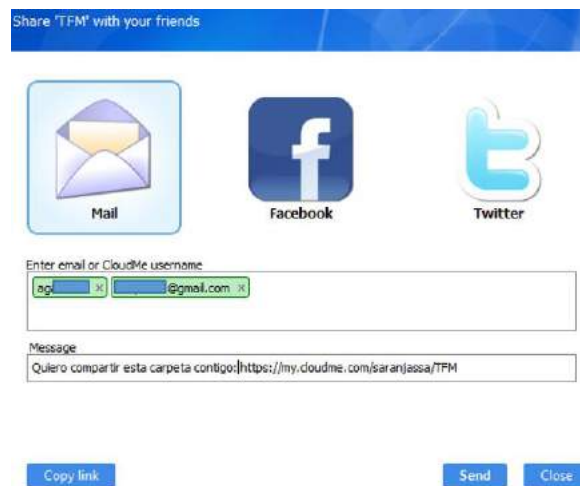 Share 'TFM' with your friends
Mail
Facebook
Twitter
Enter email or CloudMe username
@gmail.com
Message
Quiero compartir esta carpeta contigo: https://my.cloudme.com/saranjassa/TFM
Copy link
Send
Close